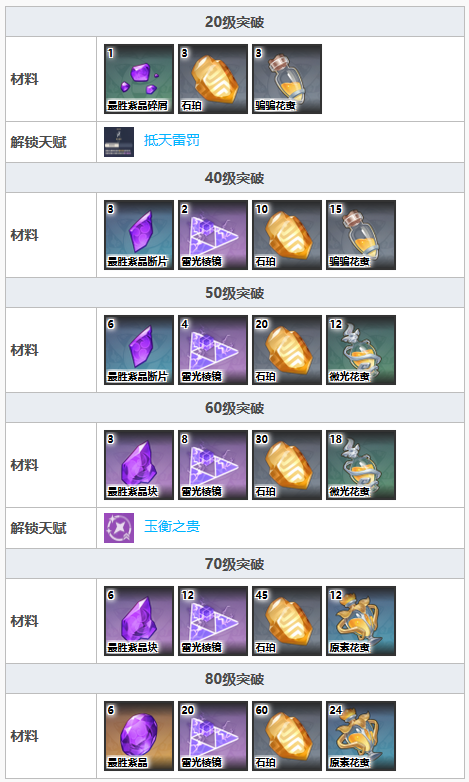 20级突破
材料
1 3 3
最胜紫晶碎屑 石珀 骗骗花蜜
解锁天赋 抵天雷罚
40级突破
材料
3 2 10 15
最胜紫晶断片 雷光棱镜 石珀 骗骗花蜜
50级突破
材料
6 4 20 12
最胜紫晶断片 雷光棱镜 石珀 微光花蜜
60级突破
材料
3 8 30 18
最胜紫晶块 雷光棱镜 石珀 微光花蜜
解锁天赋 玉衡之贵
70级突破
材料
6 12 45 12
最胜紫晶块 雷光棱镜 石珀 原素花蜜
80级突破
材料
6 20 60 24
最胜紫晶 雷光棱镜 石珀 原素花蜜